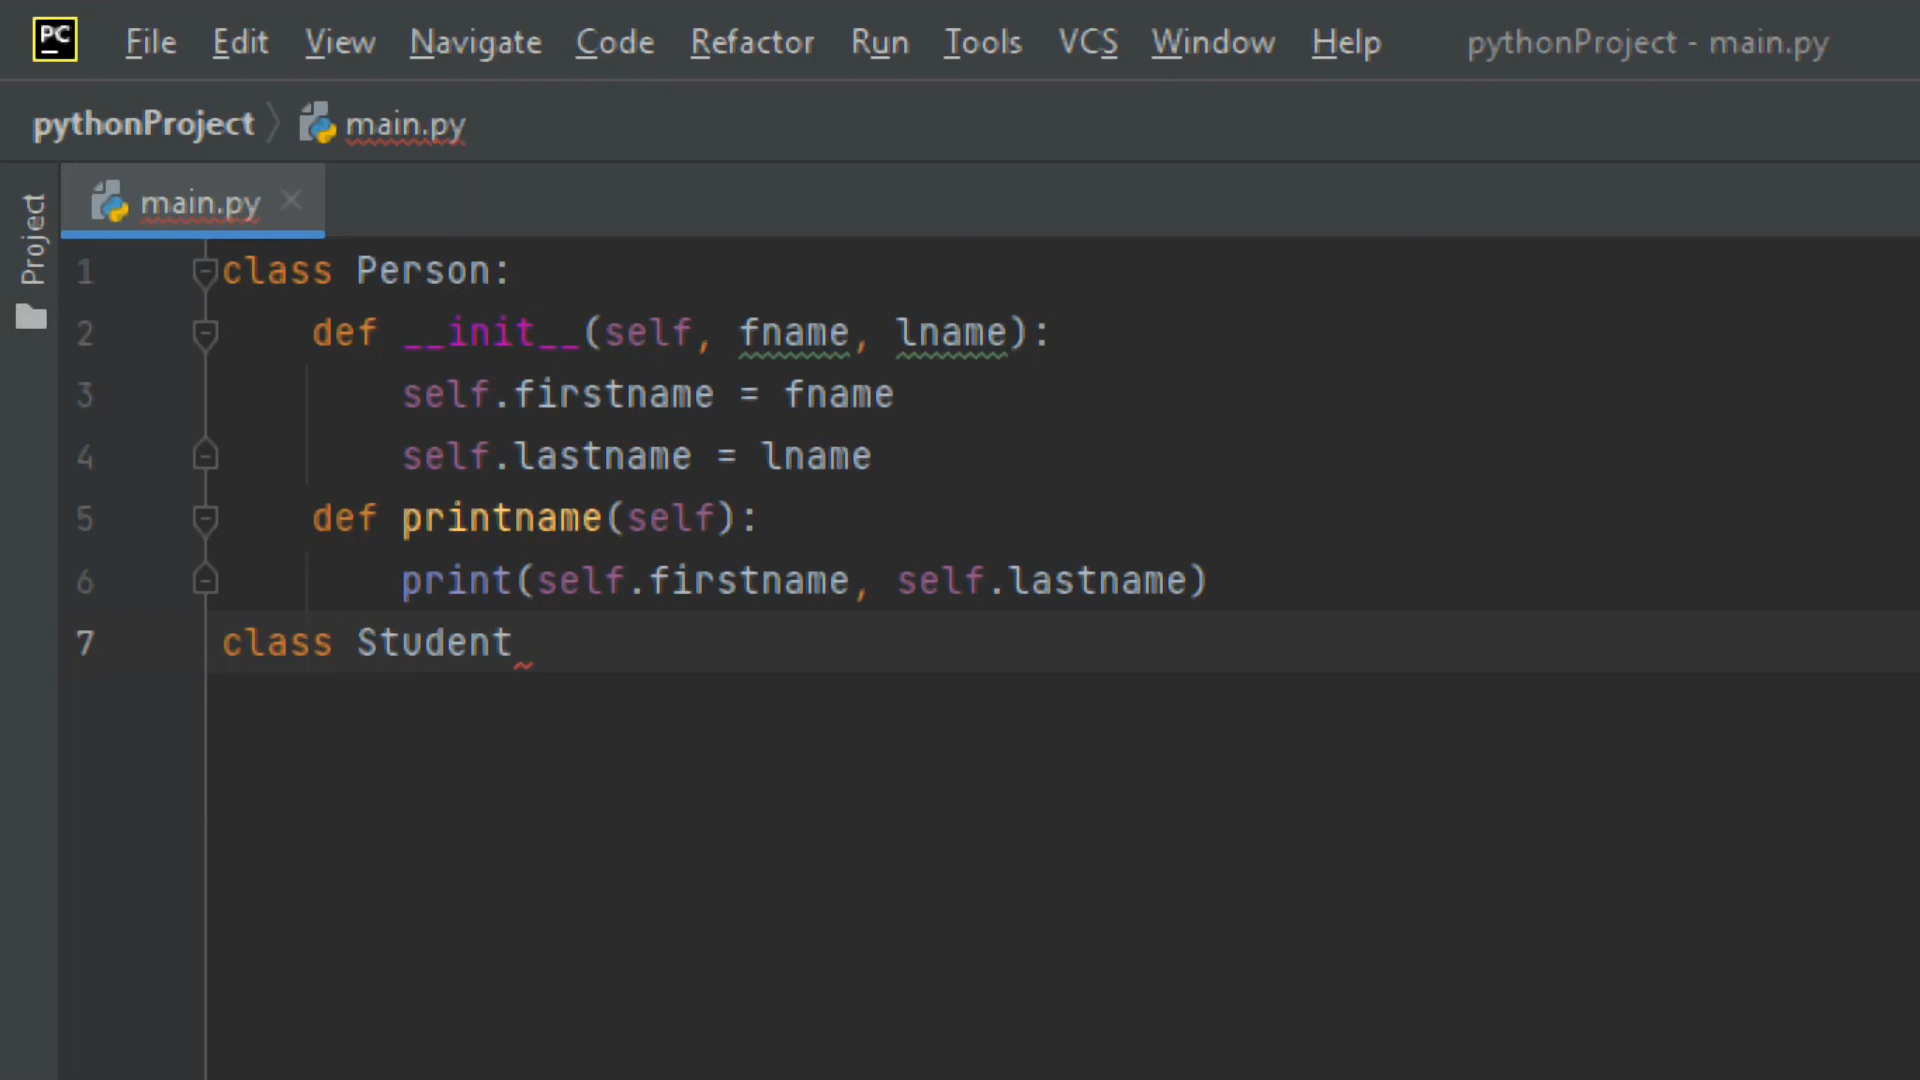 PC File Edit View Navigate Code Refactor Run Tools VCS Window Help pythonProject - main.py
pythonProject main.py
main.py
Project
1 class Person:
2     def __init__(self, fname, lname):
3         self.firstname = fname
4         self.lastname = lname
5     def printname(self):
6         print(self.firstname, self.lastname)
7 class Student